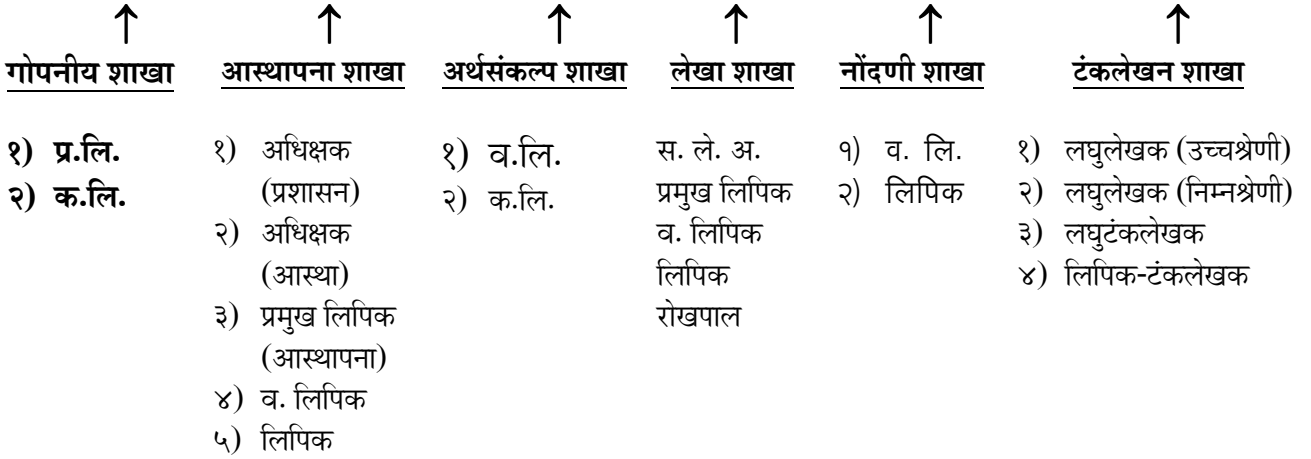 गोपनीय शाखा
१) प्र.लि.
२) क.लि.
आस्थापना शाखा
१) अधिक्षक
(प्रशासन)
२) अधिक्षक
(आस्था)
३) प्रमुख लिपिक
(आस्थापना)
४) व. लिपिक
५) लिपिक
अर्थसंकल्प शाखा
१) व.लि.
२) क.लि.
लेखा शाखा
स. ले. अ.
प्रमुख लिपिक
व. लिपिक
लिपिक
रोखपाल
नोंदणी शाखा
१) व. लि.
२) लिपिक
टंकलेखन शाखा
१) लघुलेखक (उच्चश्रेणी)
२) लघुलेखक (निम्नश्रेणी)
३) लघुटंकलेखक
४) लिपिक-टंकलेखक